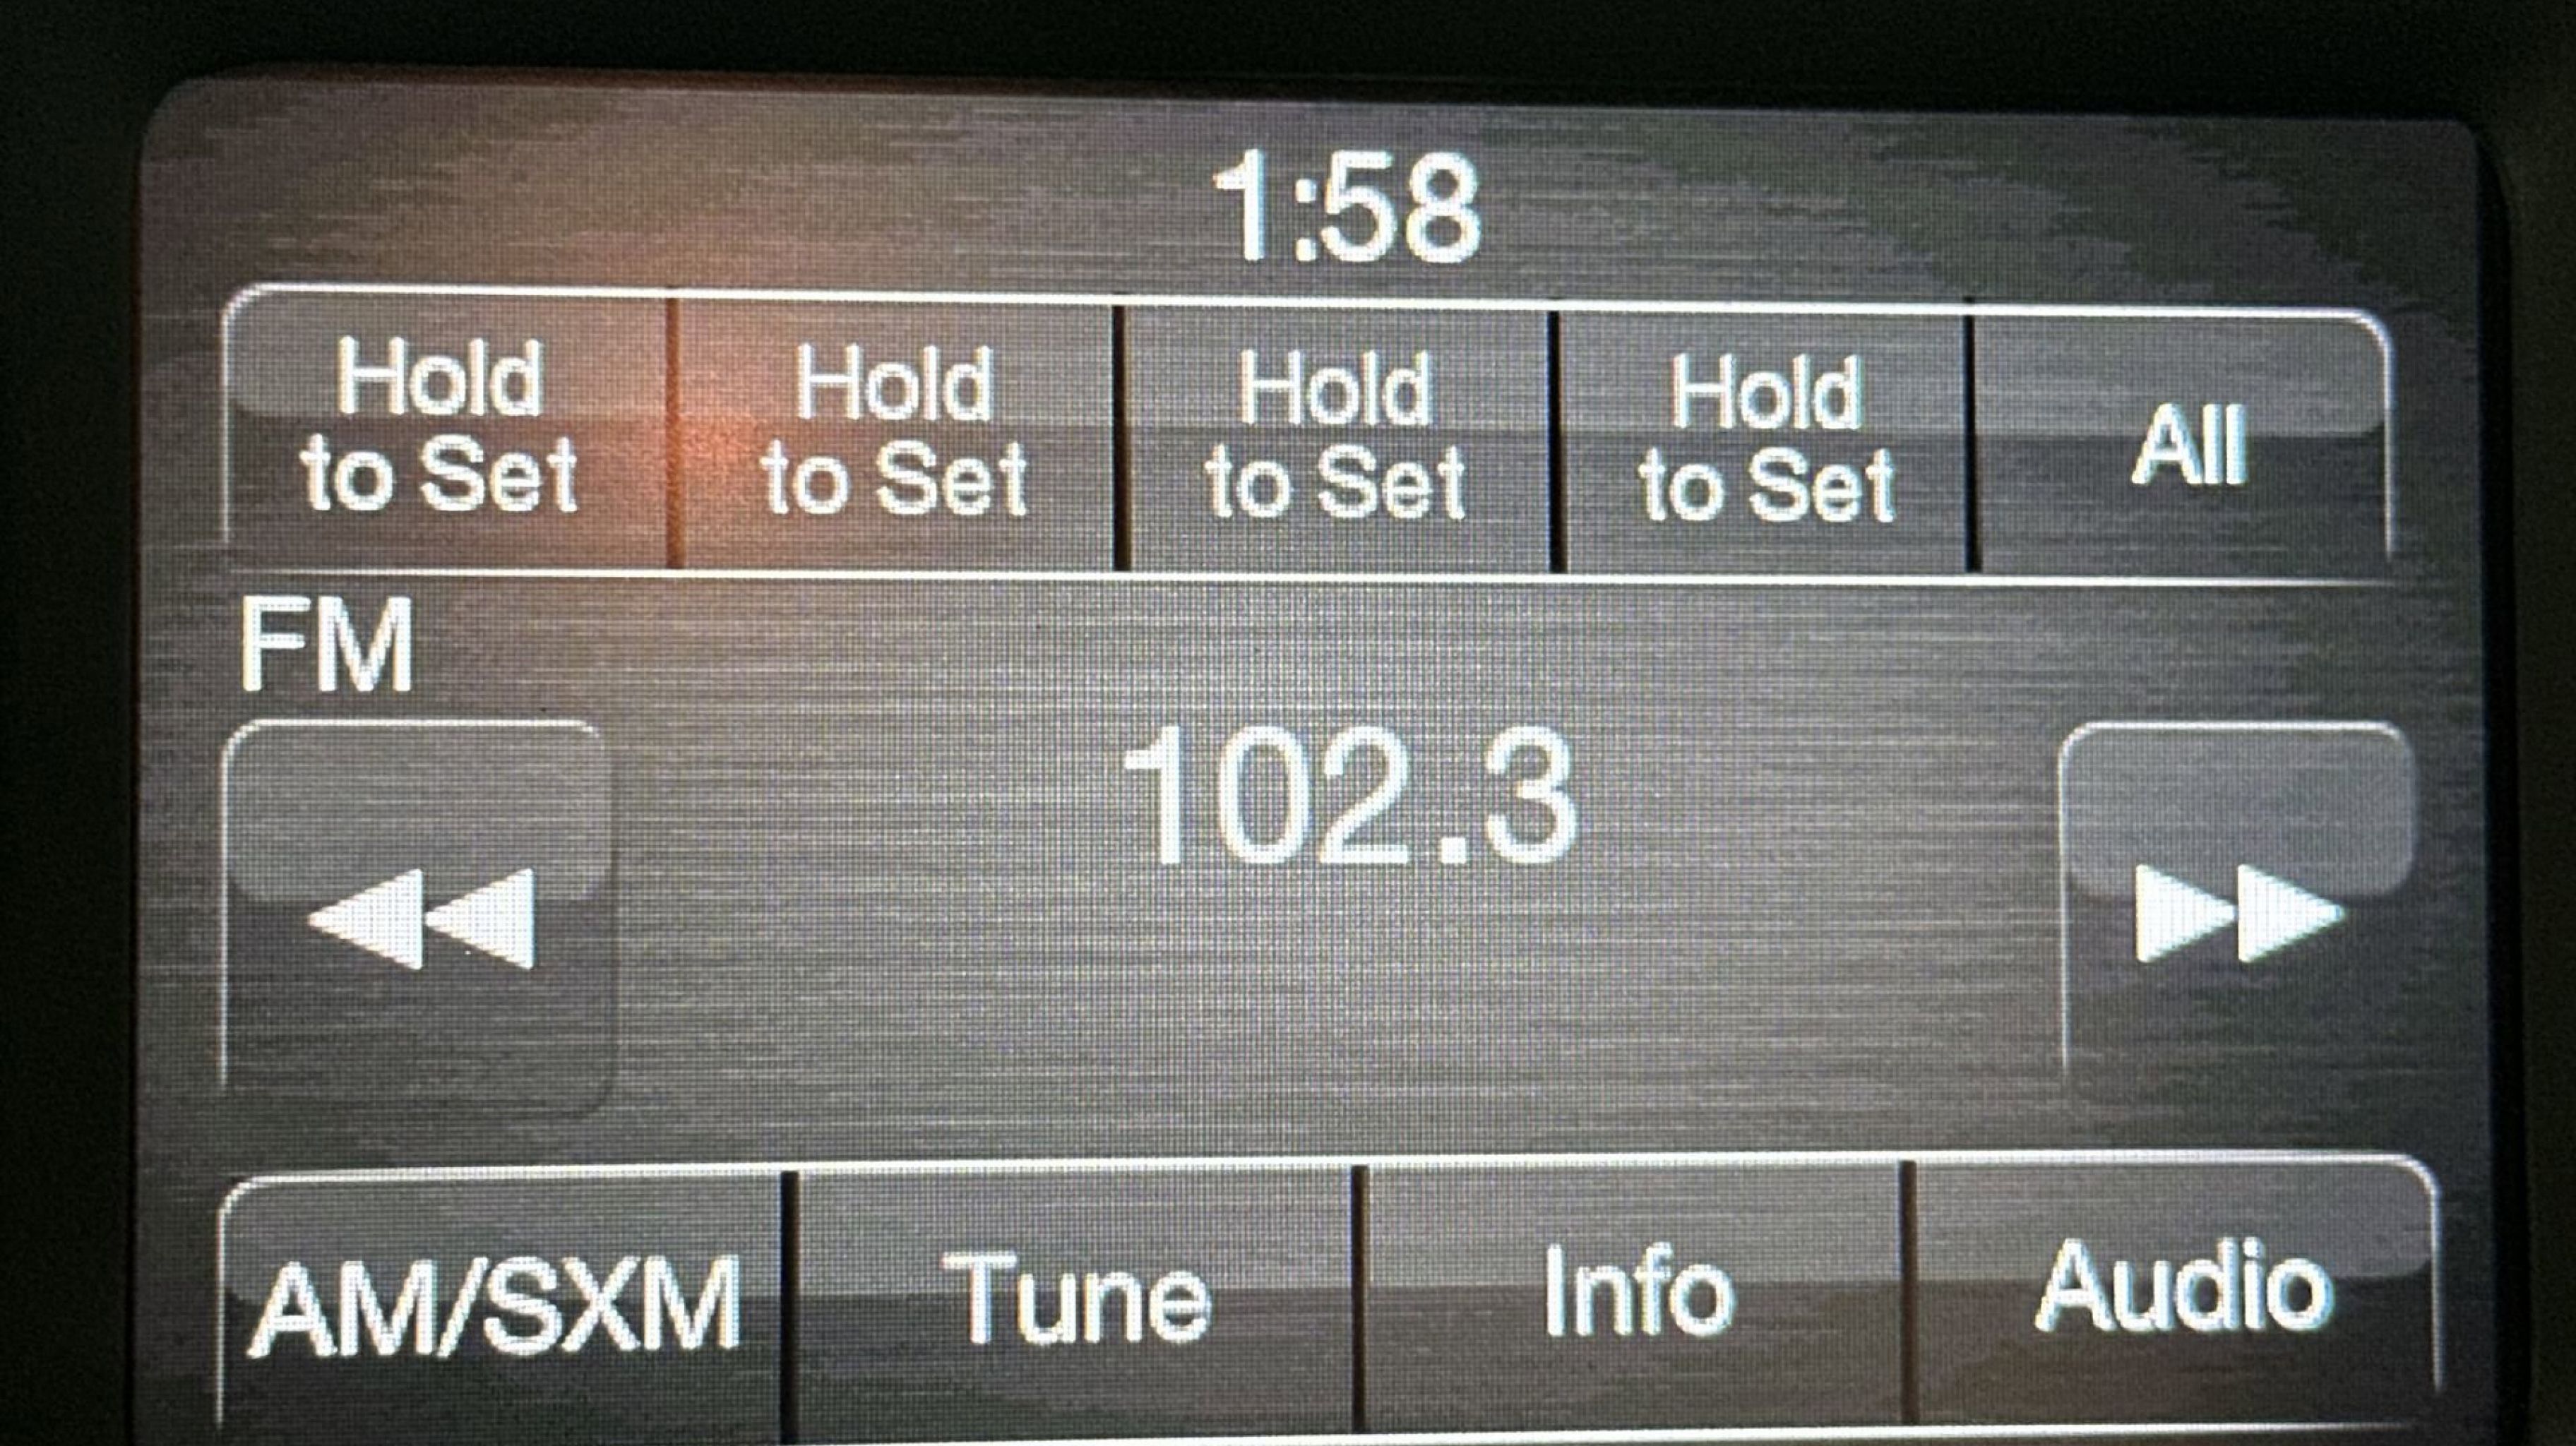 1:58
Hold
to Set
Hold
to Set
Hold
to Set
Hold
to Set
All
FM
102.3
AM/SXM
Tune
Info
Audio